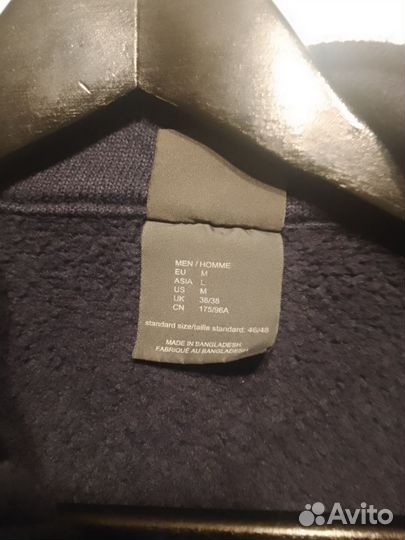 MEN / HOMME
EU M
ASIA L
US M
UK 36/38
CN 175/96A
standard size/taille standard: 46/48
MADE IN BANGLADESH
FABRIQUÉ AU BANGLADESH
Avito